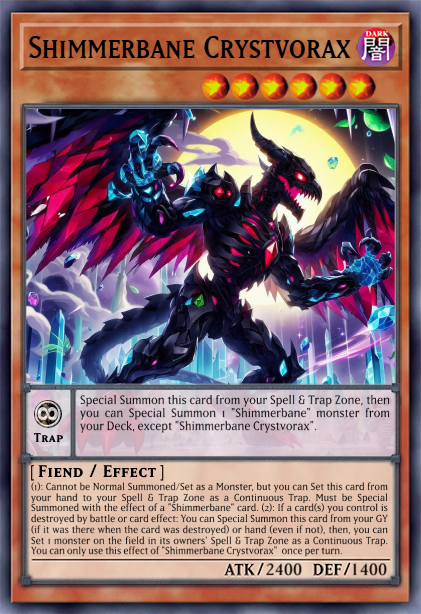 SHIMMERBANE CRYSTVORAX
DARK
闇
Special Summon this card from your Spell & Trap Zone, then
you can Special Summon 1 "Shimmerbane" monster from
your Deck, except "Shimmerbane Crystvorax".
TRAP
[ FIEND / EFFECT ]
(1): Cannot be Normal Summoned/Set as a Monster, but you can Set this card from
your hand to your Spell & Trap Zone as a Continuous Trap. Must be Special
Summoned with the effect of a "Shimmerbane" card. (2): If a card(s) you control is
destroyed by battle or card effect: You can Special Summon this card from your GY
(if it was there when the card was destroyed) or hand (even if not), then, you can
Set 1 monster on the field in its owners' Spell & Trap Zone as a Continuous Trap.
You can only use this effect of "Shimmerbane Crystvorax" once per turn.
ATK/2400 DEF/1400